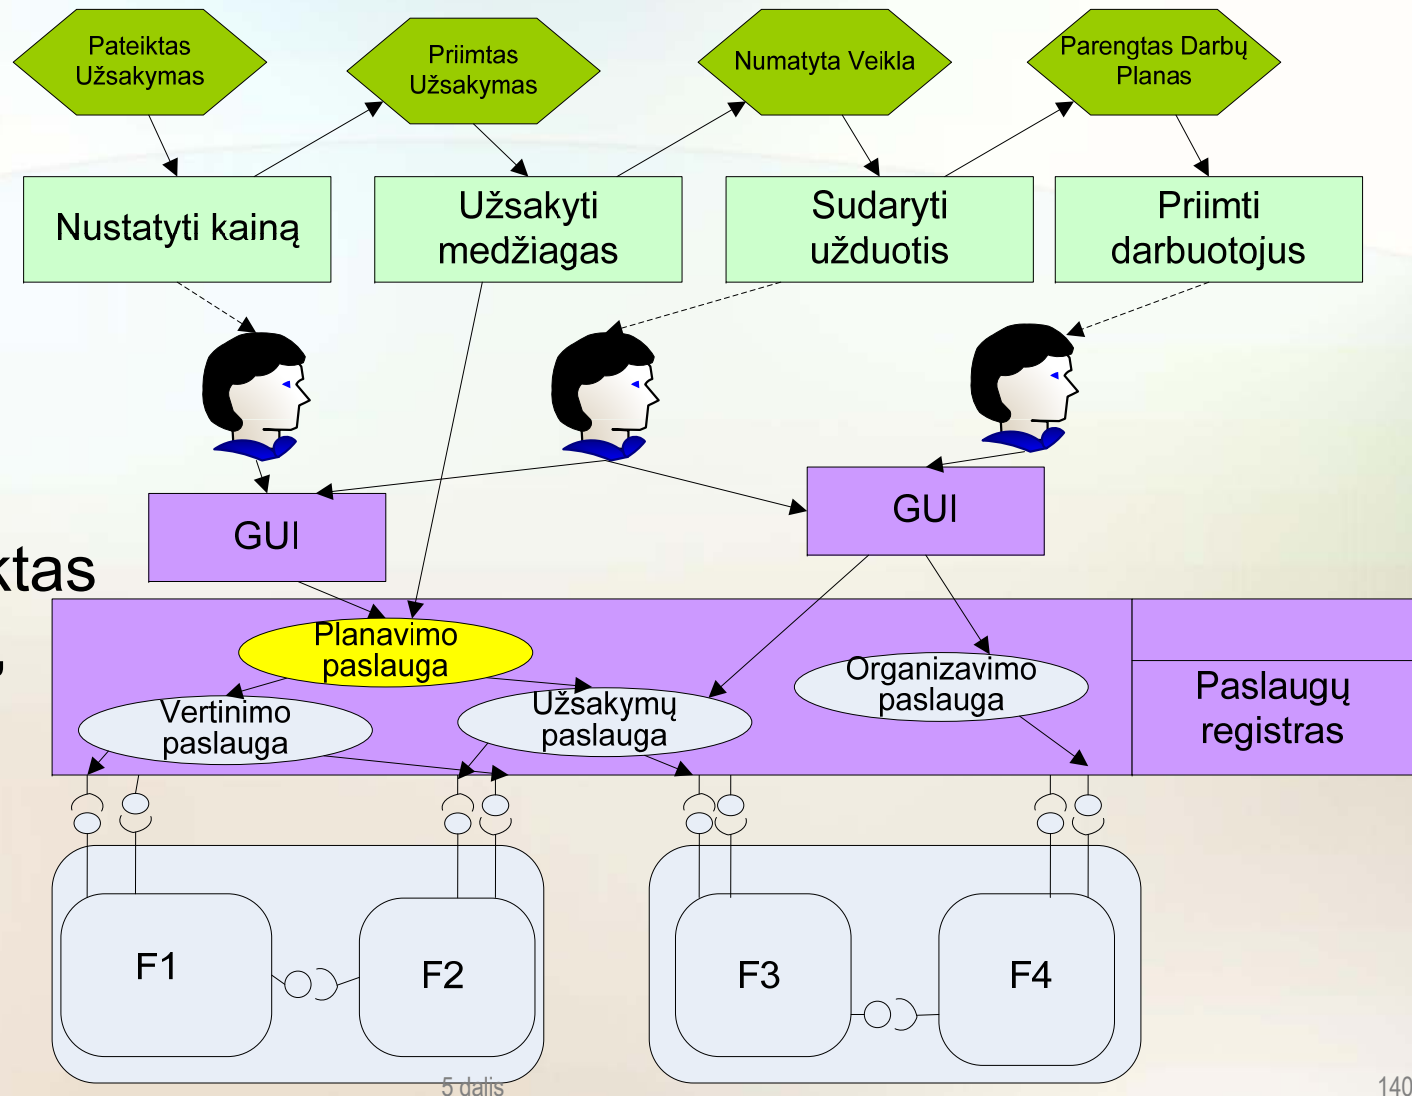 Pateiktas
Užsakymas
Priimtas
Užsakymas
Numatyta Veikla
Parengtas Darbų
Planas
Nustatyti kainą
Užsakyti
medžiagas
Sudaryti
užduotis
Priimti
darbuotojus
GUI
GUI
ktas
Planavimo
paslauga
Vertinimo
paslauga
Užsakymų
paslauga
Organizavimo
paslauga
Paslaugų
registras
F1
F2
F3
F4
5 dalis
140